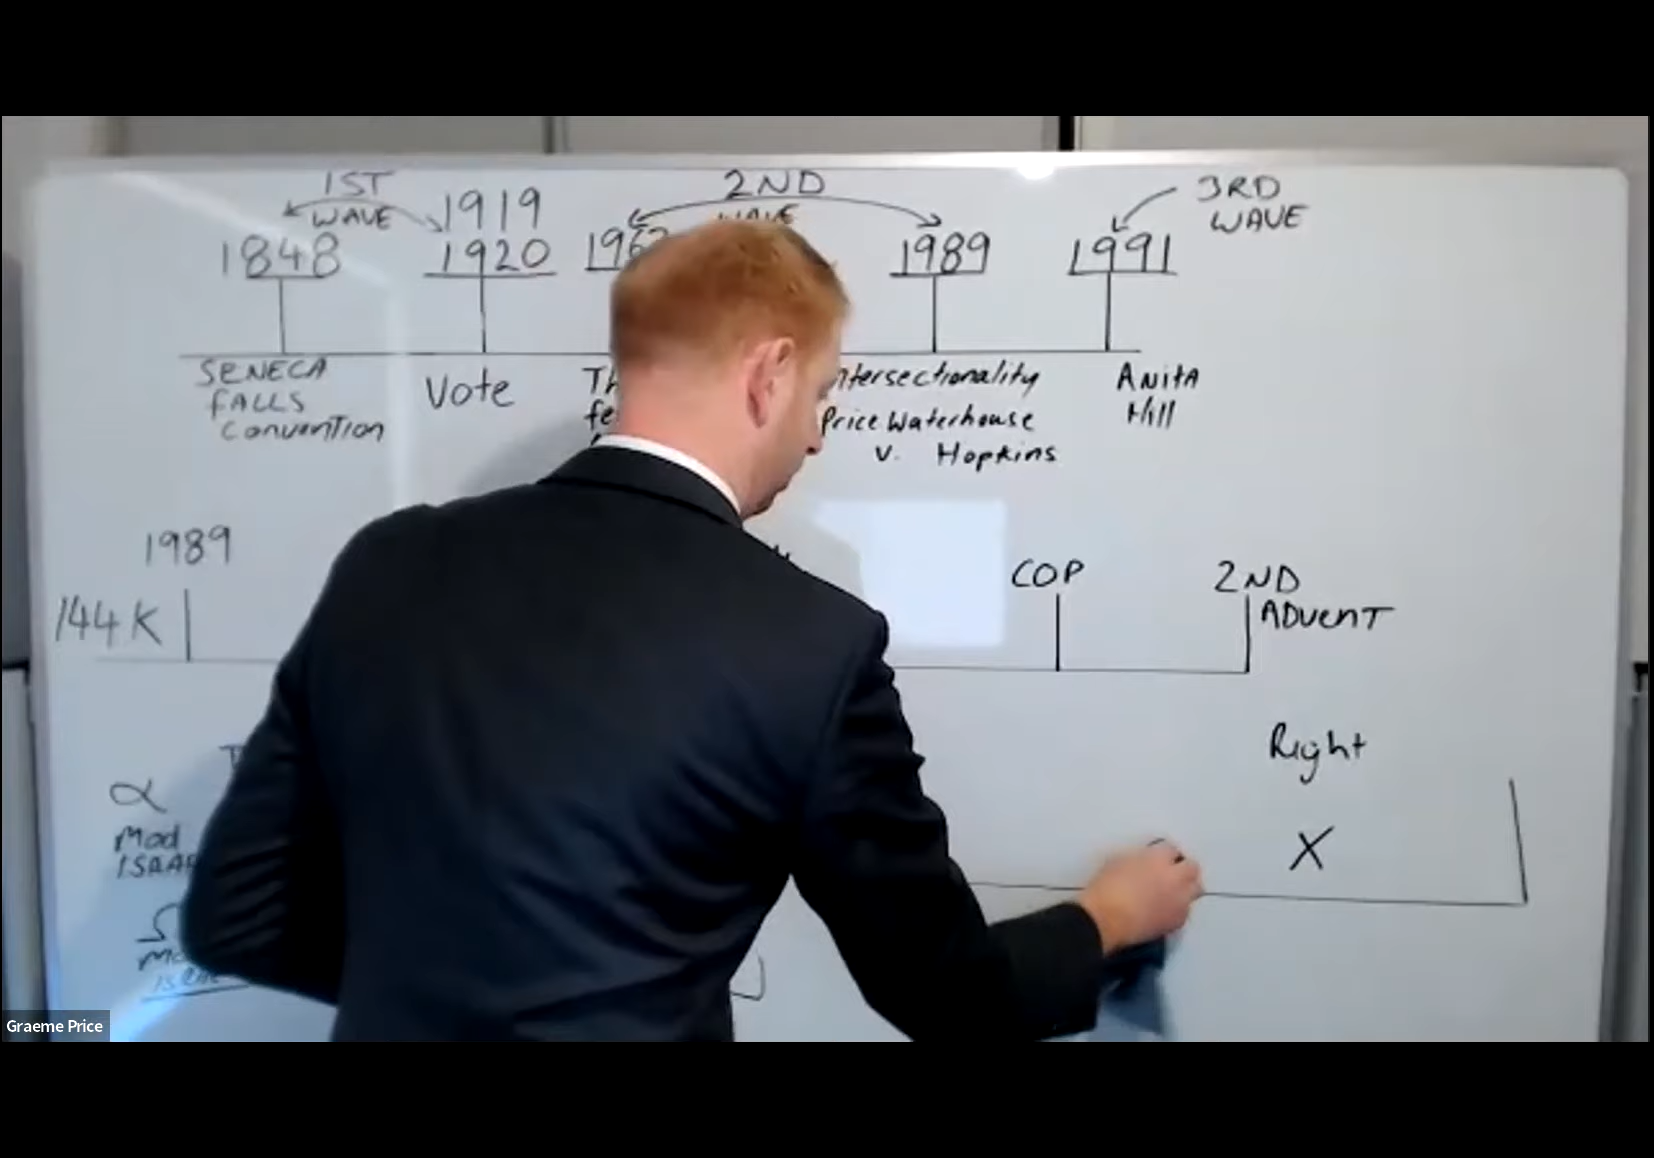 1ST
WAVE
1919
2ND
WAVE
3RD
WAVE
1848
1920
1989
1991
SENECA
FALLS
Convention
Vote
Intersectionality
Price Waterhouse
v. Hopkins
Anita
Hill
1989
144K
COP
2ND
ADVENT
Right
α
Mod
X
Ω
Graeme Price